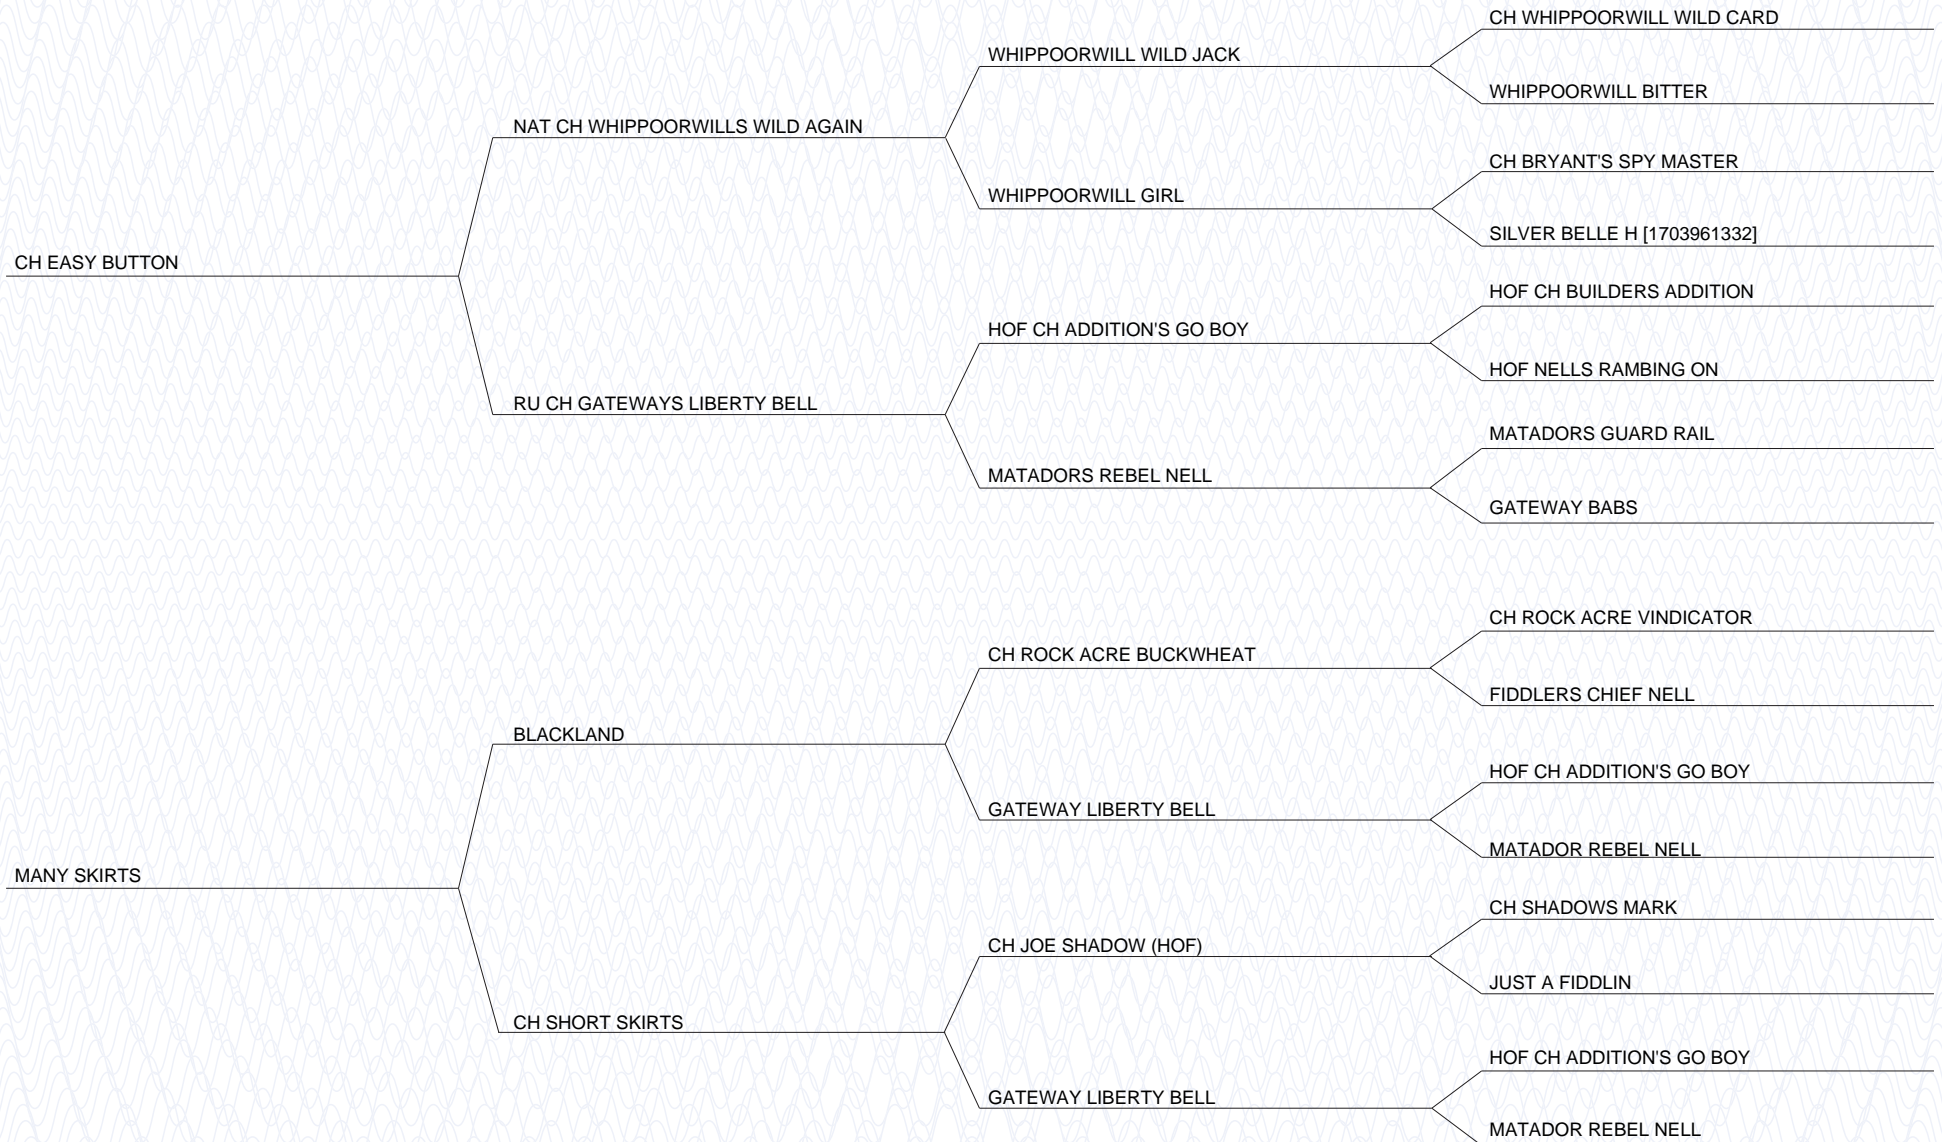 CH WHIPPOORWILL WILD CARD
WHIPPOORWILL WILD JACK
WHIPPOORWILL BITTER
NAT CH WHIPPOORWILLS WILD AGAIN
CH BRYANT'S SPY MASTER
WHIPPOORWILL GIRL
SILVER BELLE H [1703961332]
CH EASY BUTTON
HOF CH BUILDERS ADDITION
HOF CH ADDITION'S GO BOY
HOF NELLS RAMBING ON
RU CH GATEWAYS LIBERTY BELL
MATADORS GUARD RAIL
MATADORS REBEL NELL
GATEWAY BABS
CH ROCK ACRE VINDICATOR
CH ROCK ACRE BUCKWHEAT
FIDDLERS CHIEF NELL
BLACKLAND
HOF CH ADDITION'S GO BOY
GATEWAY LIBERTY BELL
MATADOR REBEL NELL
MANY SKIRTS
CH SHADOWS MARK
CH JOE SHADOW (HOF)
JUST A FIDDLIN
CH SHORT SKIRTS
HOF CH ADDITION'S GO BOY
GATEWAY LIBERTY BELL
MATADOR REBEL NELL